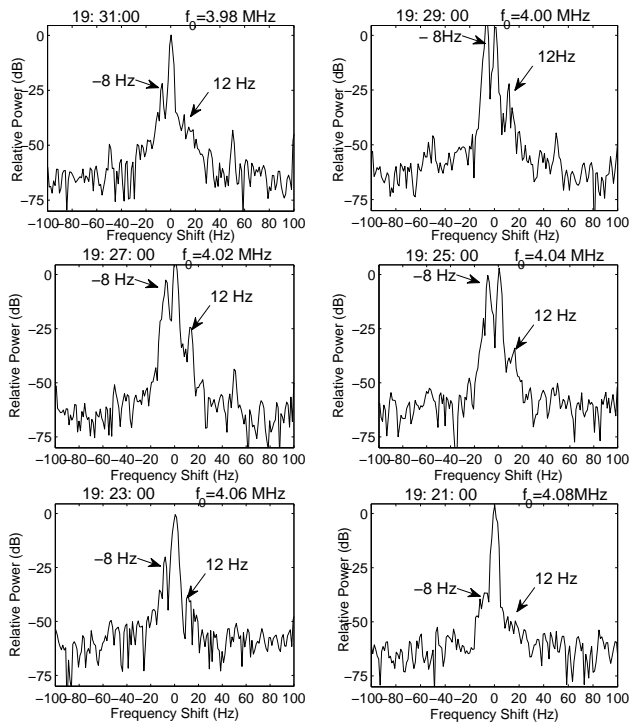 19: 31:00 f₀=3.98 MHz
Relative Power (dB)
0
−25
−50
−75
−8 Hz
12 Hz
−100−80−60−40−20 0 20 40 60 80 100
Frequency Shift (Hz)
19: 29: 00 f₀=4.00 MHz
Relative Power (dB)
0
−25
−50
−75
− 8Hz
12Hz
−100−80−60−40−20 0 20 40 60 80 100
Frequency Shift (Hz)
19: 27: 00 f₀=4.02 MHz
Relative Power (dB)
0
−25
−50
−75
−8 Hz
12 Hz
−100−80−60−40−20 0 20 40 60 80 100
Frequency Shift (Hz)
19: 25: 00 f₀=4.04 MHz
Relative Power (dB)
0
−25
−50
−75
−8 Hz
12 Hz
−100−80−60−40−20 0 20 40 60 80 100
Frequency Shift (Hz)
19: 23: 00 f₀=4.06 MHz
Relative Power (dB)
0
−25
−50
−75
−8 Hz
12 Hz
−100−80−60−40−20 0 20 40 60 80 100
Frequency Shift (Hz)
19: 21: 00 f₀=4.08MHz
Relative Power (dB)
0
−25
−50
−75
−8 Hz
12 Hz
−100−80−60−40−20 0 20 40 60 80 100
Frequency Shift (Hz)